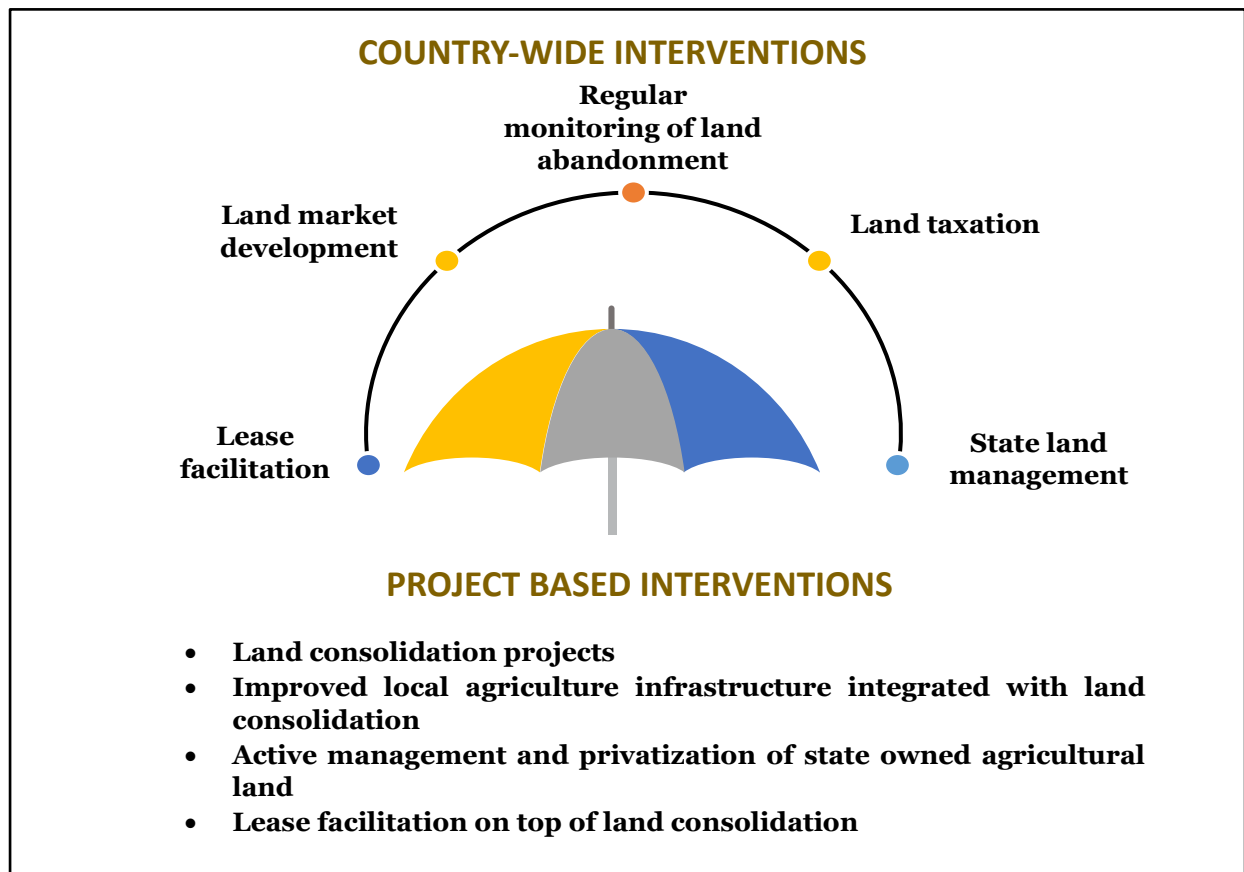 COUNTRY-WIDE INTERVENTIONS
Regular
monitoring of land
abandonment
Land market
development
Land taxation
Lease
facilitation
State land
management
PROJECT BASED INTERVENTIONS
• Land consolidation projects
• Improved local agriculture infrastructure integrated with land
consolidation
• Active management and privatization of state owned agricultural
land
• Lease facilitation on top of land consolidation